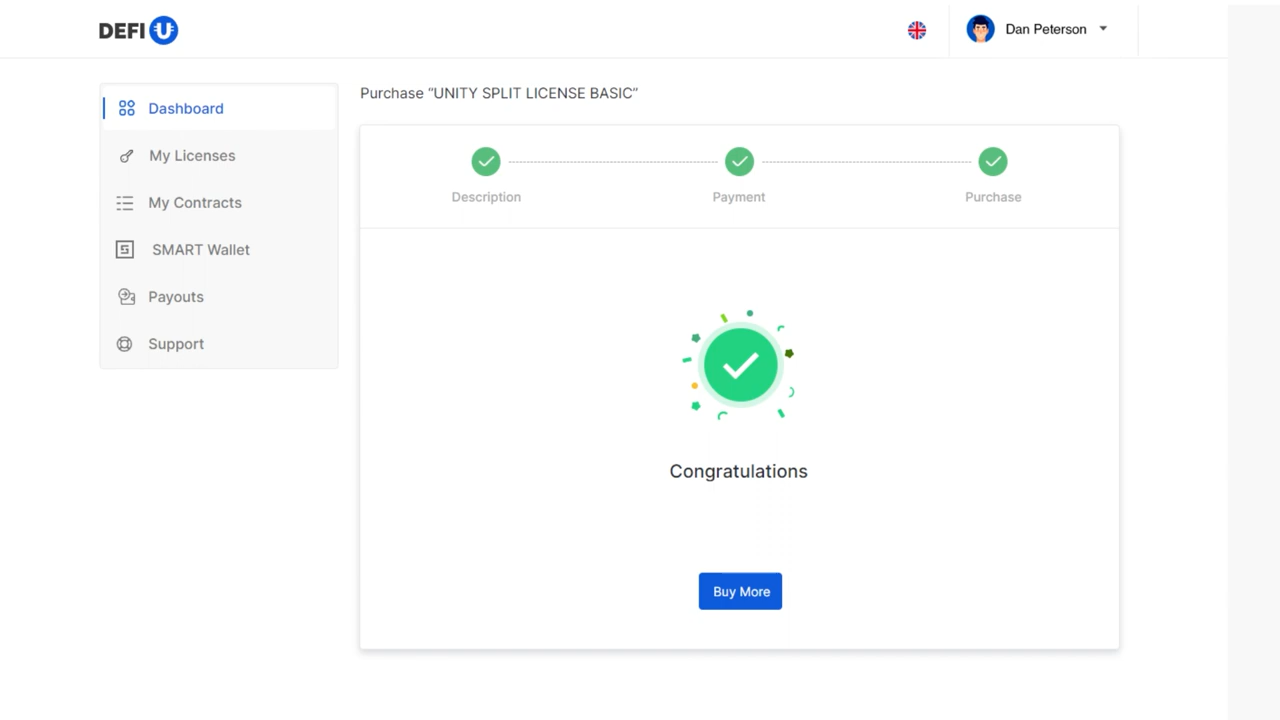 DEFI U
Dan Peterson
Dashboard
My Licenses
My Contracts
SMART Wallet
Payouts
Support
Purchase “UNITY SPLIT LICENSE BASIC”
Description
Payment
Purchase
Congratulations
Buy More